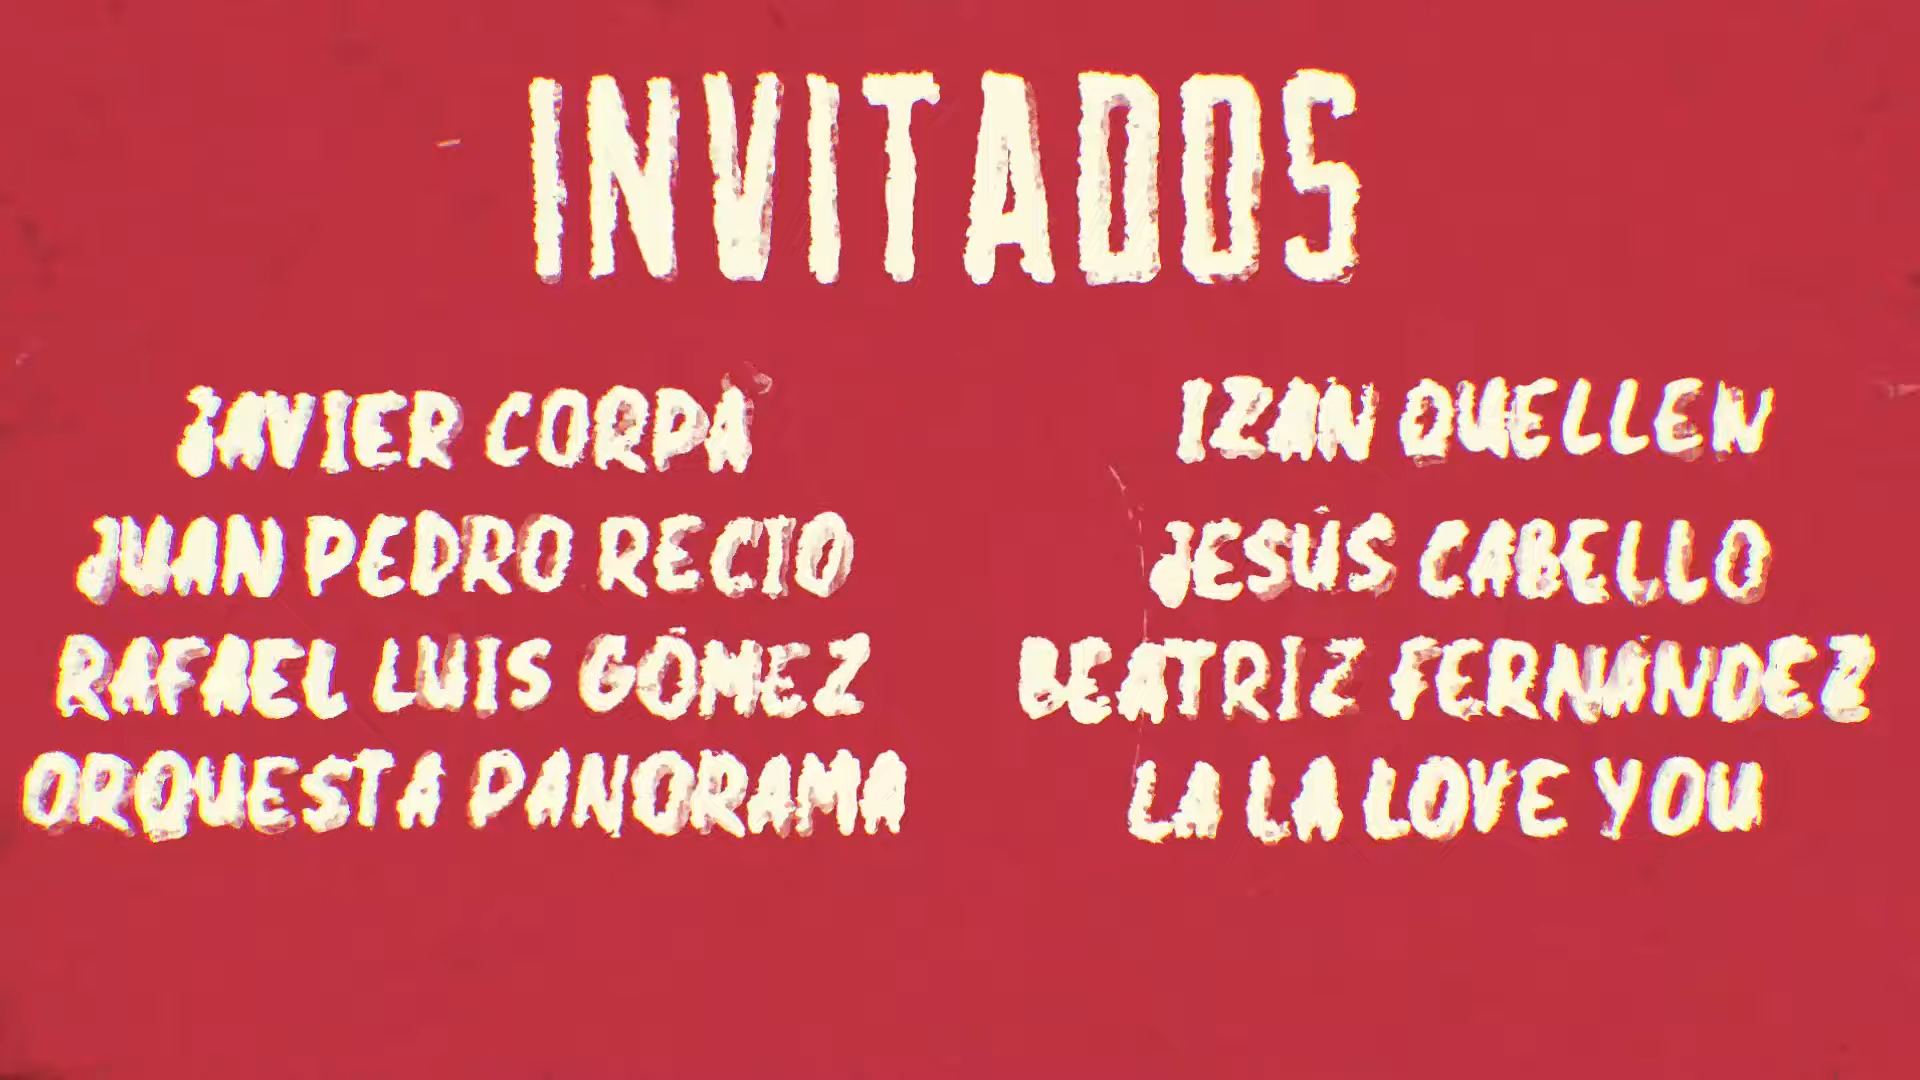 INVITADOS
JAVIER CORPA
JUAN PEDRO RECIO
RAFAEL LUIS GÓMEZ
ORQUESTA PANORAMA
IZAN QUELLEN
JESÚS CABELLO
BEATRIZ FERNÁNDEZ
LA LA LOVE YOU